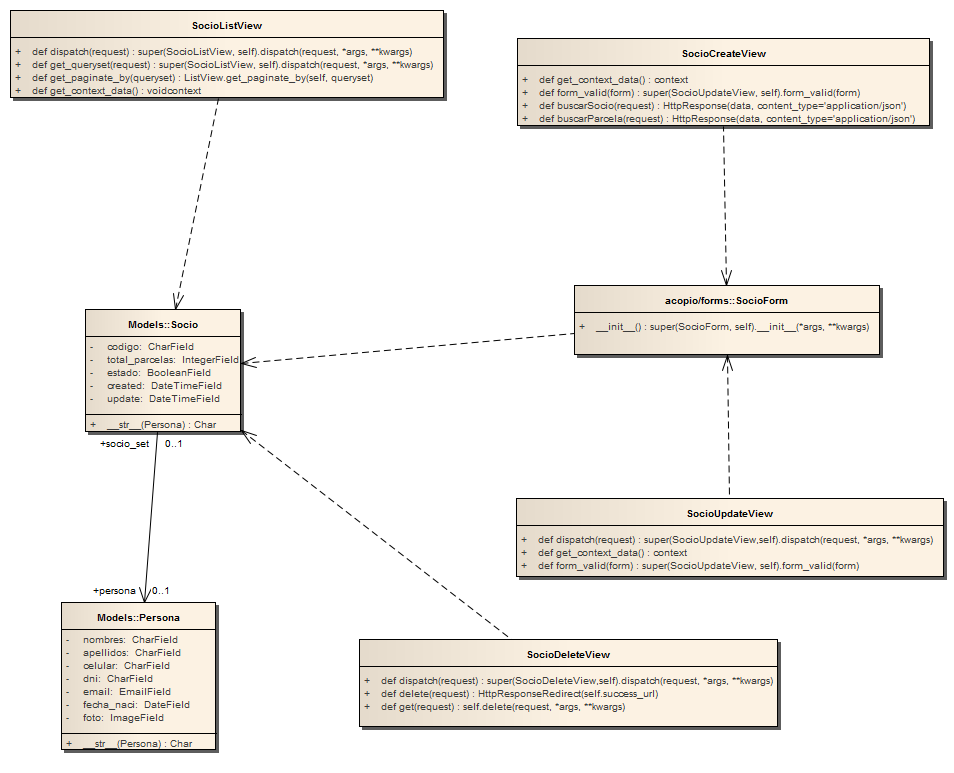 SocioListView
+ def dispatch(request) : super(SocioListView, self).dispatch(request, *args, **kwargs)
+ def get_queryset(request) : super(SocioListView, self).dispatch(request, *args, **kwargs)
+ def get_paginate_by(queryset) : ListView.get_paginate_by(self, queryset)
+ def get_context_data() : voidcontext
SocioCreateView
+ def get_context_data() : context
+ def form_valid(form) : super(SocioUpdateView, self).form_valid(form)
+ def buscarSocio(request) : HttpResponse(data, content_type='application/json')
+ def buscarParcela(request) : HttpResponse(data, content_type='application/json')
acopio/forms::SocioForm
+ __init__() : super(SocioForm, self).__init__(*args, **kwargs)
Models::Socio
- codigo: CharField
- total_parcelas: IntegerField
- estado: BooleanField
- created: DateTimeField
- update: DateTimeField
+ __str__(Persona) : Char
+socio_set 0..1
SocioUpdateView
+ def dispatch(request) : super(SocioUpdateView,self).dispatch(request, *args, **kwargs)
+ def get_context_data() : context
+ def form_valid(form) : super(SocioUpdateView, self).form_valid(form)
+persona 0..1
Models::Persona
- nombres: CharField
- apellidos: CharField
- celular: CharField
- dni: CharField
- email: EmailField
- fecha_naci: DateField
- foto: ImageField
+ __str__(Persona) : Char
SocioDeleteView
+ def dispatch(request) : super(SocioDeleteView,self).dispatch(request, *args, **kwargs)
+ def delete(request) : HttpResponseRedirect(self.success_url)
+ def get(request) : self.delete(request, *args, **kwargs)